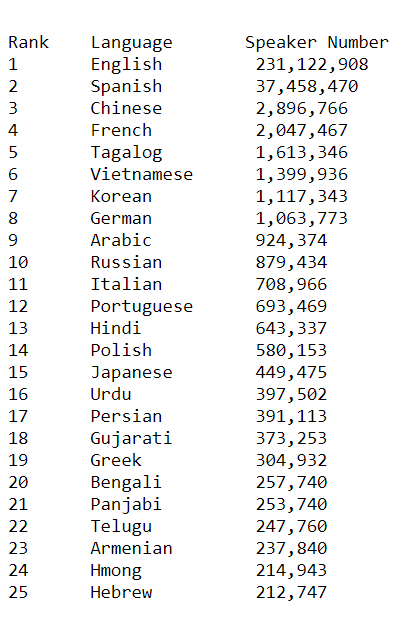 Rank Language Speaker Number
1 English 231,122,908
2 Spanish 37,458,470
3 Chinese 2,896,766
4 French 2,047,467
5 Tagalog 1,613,346
6 Vietnamese 1,399,936
7 Korean 1,117,343
8 German 1,063,773
9 Arabic 924,374
10 Russian 879,434
11 Italian 708,966
12 Portuguese 693,469
13 Hindi 643,337
14 Polish 580,153
15 Japanese 449,475
16 Urdu 397,502
17 Persian 391,113
18 Gujarati 373,253
19 Greek 304,932
20 Bengali 257,740
21 Panjabi 253,740
22 Telugu 247,760
23 Armenian 237,840
24 Hmong 214,943
25 Hebrew 212,747